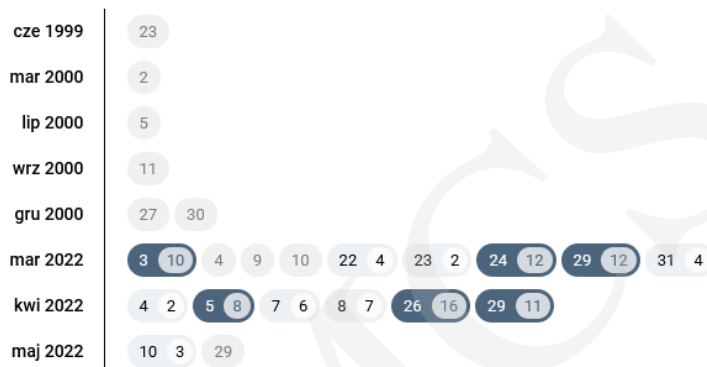 cze 1999 23
mar 2000 2
lip 2000 5
wrz 2000 11
gru 2000 27 30
mar 2022 3 10 4 9 10 22 4 23 2 24 12 29 12 31 4
kwi 2022 4 2 5 8 7 6 8 7 26 16 29 11
maj 2022 10 3 29